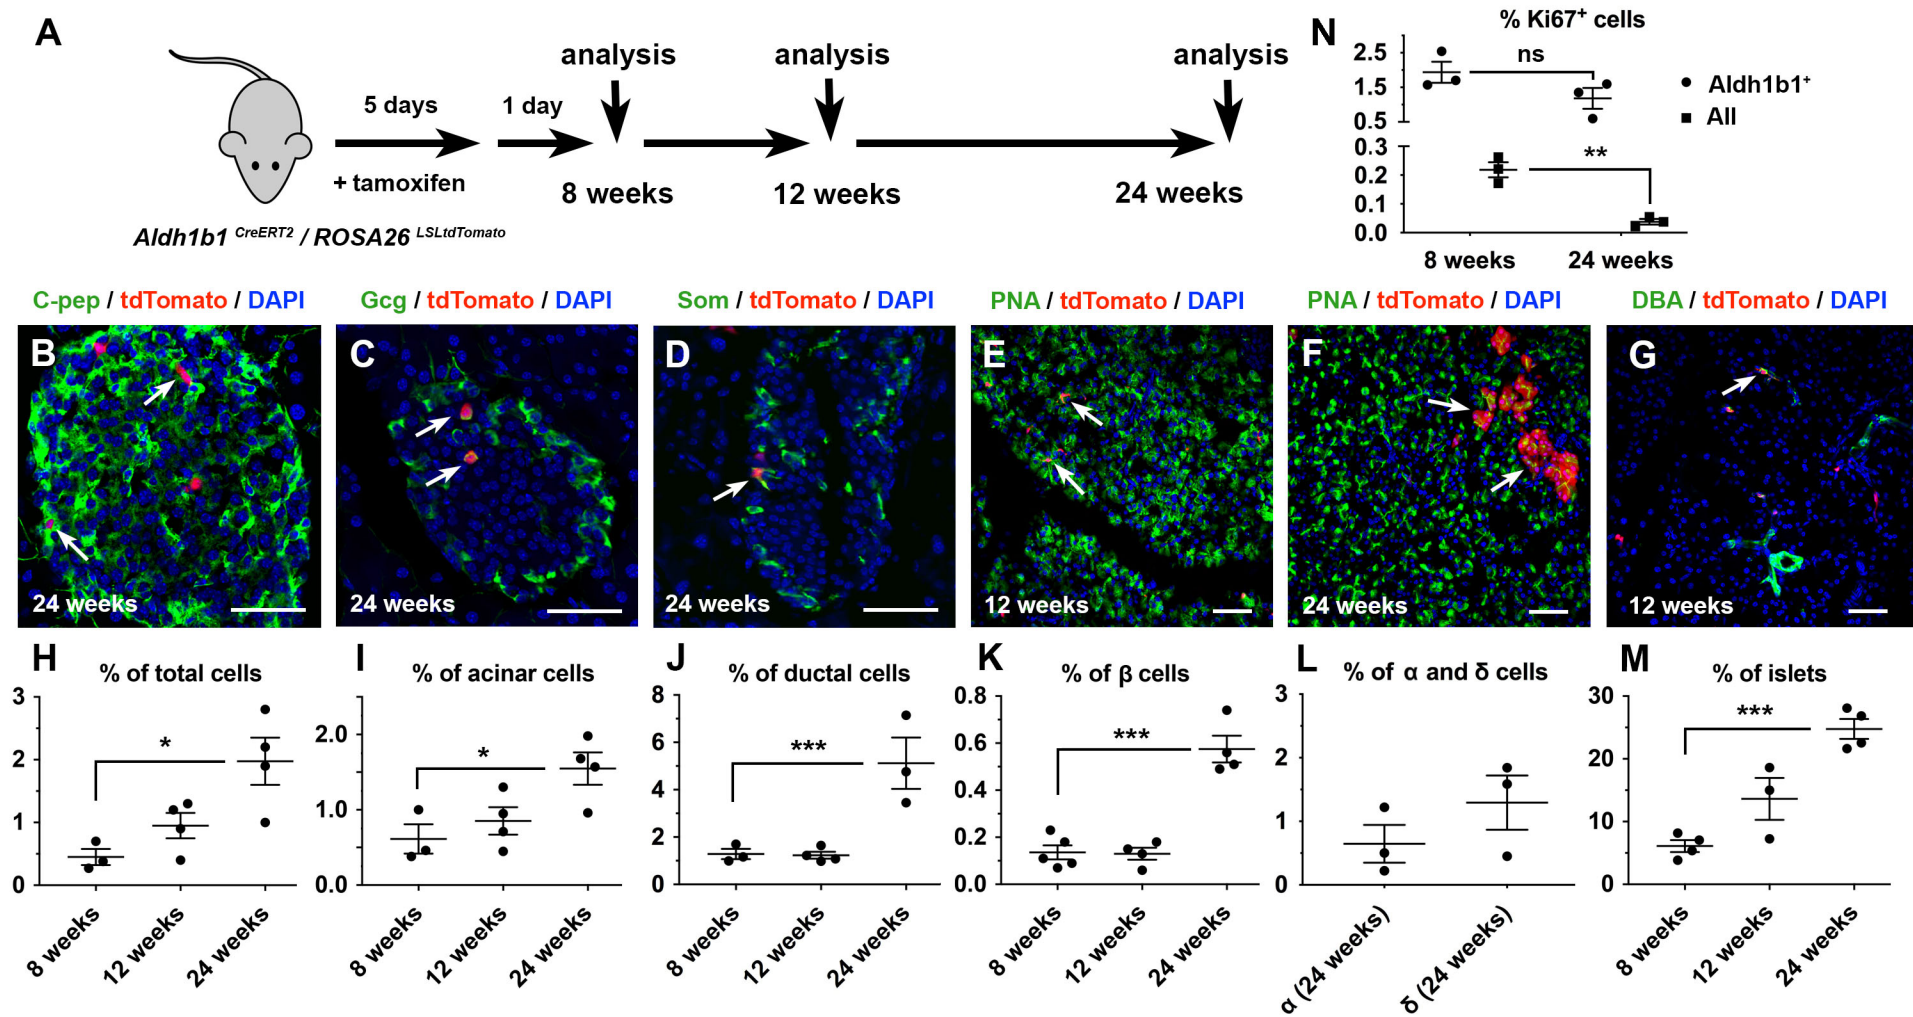 A
analysis
analysis
analysis
5 days
1 day
+ tamoxifen
8 weeks
12 weeks
24 weeks
Aldh1b1 CreERT2 / ROSA26 LSLtdTomato
N
% Ki67+ cells
2.5
1.5
0.5
0.3
0.2
0.1
0.0
ns
**
8 weeks
24 weeks
Aldh1b1+
All
C-pep / tdTomato / DAPI
Gcg / tdTomato / DAPI
Som / tdTomato / DAPI
PNA / tdTomato / DAPI
PNA / tdTomato / DAPI
DBA / tdTomato / DAPI
B
24 weeks
C
24 weeks
D
24 weeks
E
12 weeks
F
24 weeks
G
12 weeks
H
% of total cells
3
2
1
0
*
8 weeks
12 weeks
24 weeks
I
% of acinar cells
2.0
1.0
0.0
*
8 weeks
12 weeks
24 weeks
J
% of ductal cells
8
6
4
2
0
***
8 weeks
12 weeks
24 weeks
K
% of β cells
0.8
0.6
0.4
0.2
0.0
***
8 weeks
12 weeks
24 weeks
L
% of α and δ cells
3
2
1
0
α (24 weeks)
δ (24 weeks)
M
% of islets
30
20
10
0
***
8 weeks
12 weeks
24 weeks